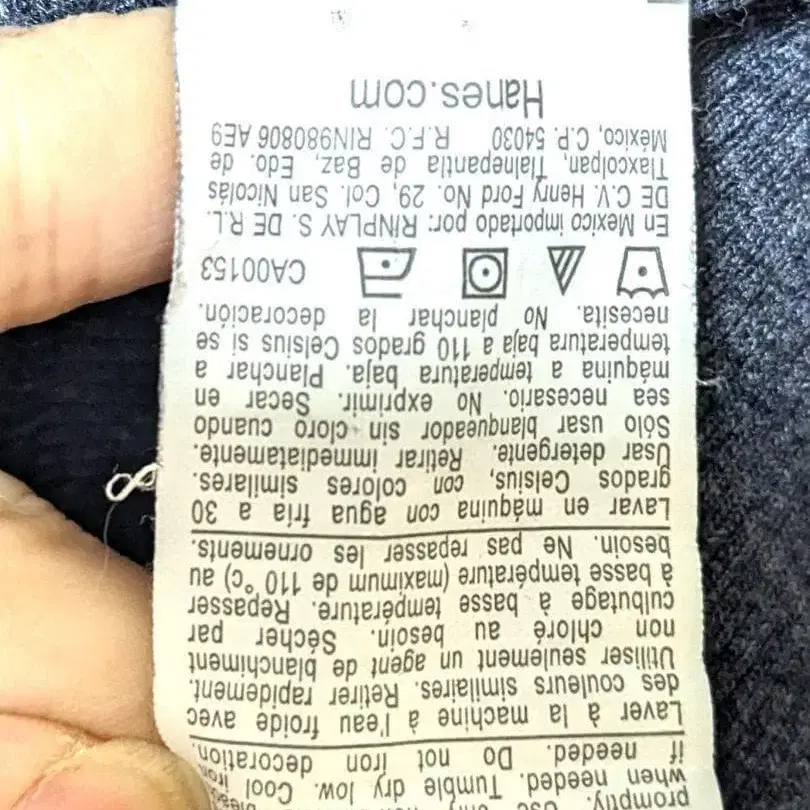 promptly. Use only
when needed. Tumble dry low. Cool iron
if needed. Do not iron decoration.
Laver à la machine à l'eau froide avec
des couleurs similaires. Retirer rapidement.
Utiliser seulement un agent de blanchiment
non chloré au besoin. Sécher par
culbutage à basse température. Repasser
à basse température (maximum de 110 °c) au
besoin. Ne pas repasser les ornements.
Lavar en máquina con agua fría a 30
grados Celsius, con colores similares.
Usar detergente. Retirar immediatamente.
Sólo usar blanqueador sin cloro cuando
sea necesario. No exprimir. Secar en
máquina a temperatura baja. Planchar a
temperatura baja a 110 grados Celsius si se
necesita. No planchar la decoración.
CA00153
En Mexico importado por: RINPLAY S. DE R.L.
DE C.V. Henry Ford No. 29, Col. San Nicolás
Tlaxcolpan, Tlalnepantla de Baz, Edo. de
México, C.P. 54030 R.F.C. RIN980806 AE9
Hanes.com